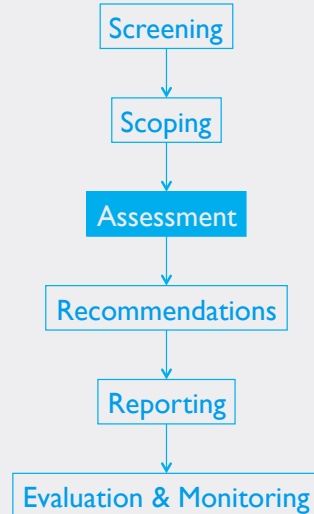 Screening
Scoping
Assessment
Recommendations
Reporting
Evaluation & Monitoring